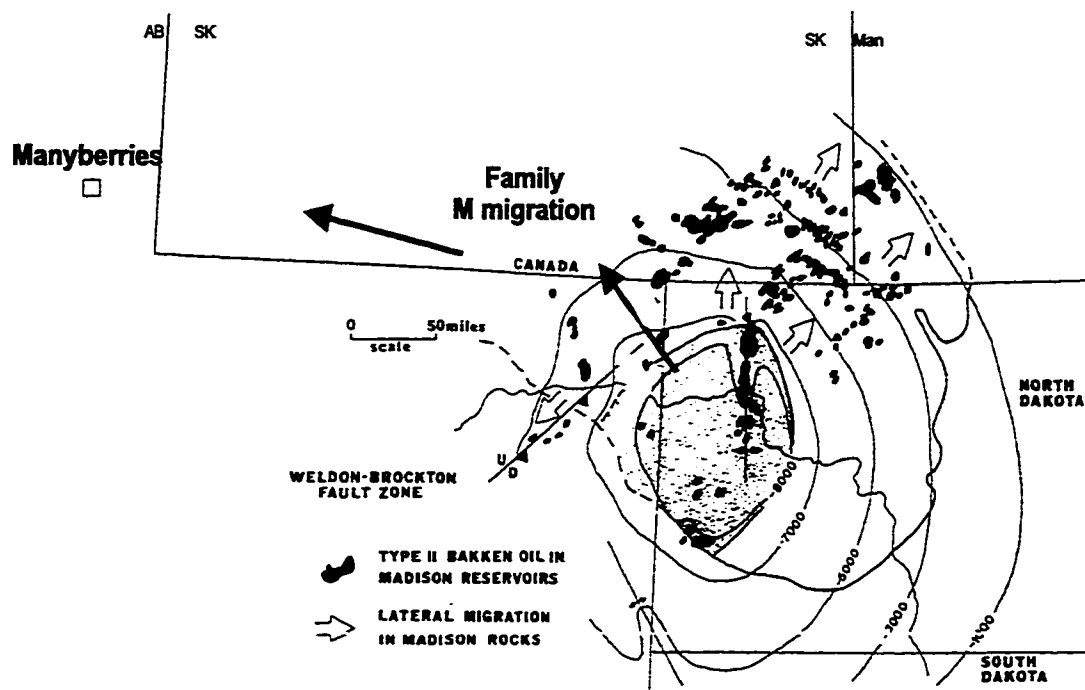 AB SK
SK Man
Manyberries
Family
M migration
CANADA
0 50miles
scale
NORTH
DAKOTA
U
D
WELDON-BROCKTON
FAULT ZONE
-8000
-7000
-6000
TYPE II BAKKEN OIL IN
MADISON RESERVOIRS
LATERAL MIGRATION
IN MADISON ROCKS
SOUTH
DAKOTA